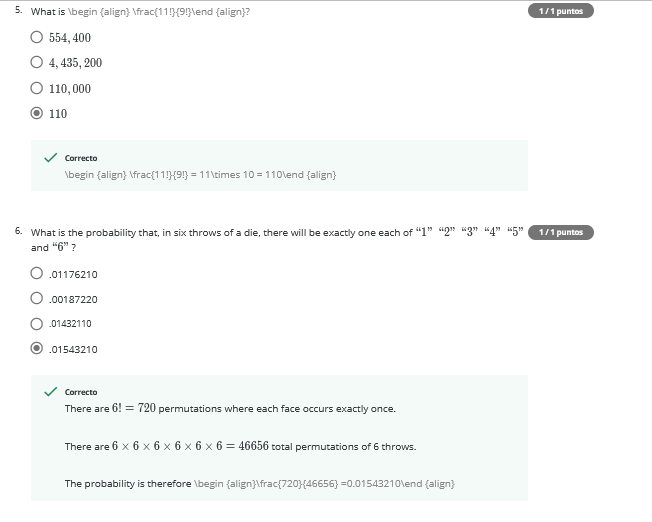 5. What is \begin {align} \frac{11!}{9!}\end {align}?
1 / 1 puntos
554, 400
4, 435, 200
110, 000
110
Correcto
\begin {align} \frac{11!}{9!} = 11\times 10 = 110\end {align}
6. What is the probability that, in six throws of a die, there will be exactly one each of “1” “2” “3” “4” “5”
1 / 1 puntos
and “6” ?
.01176210
.00187220
.01432110
.01543210
Correcto
There are 6! = 720 permutations where each face occurs exactly once.
There are 6 × 6 × 6 × 6 × 6 × 6 = 46656 total permutations of 6 throws.
The probability is therefore \begin {align}\frac{720}{46656} =0.01543210\end {align}